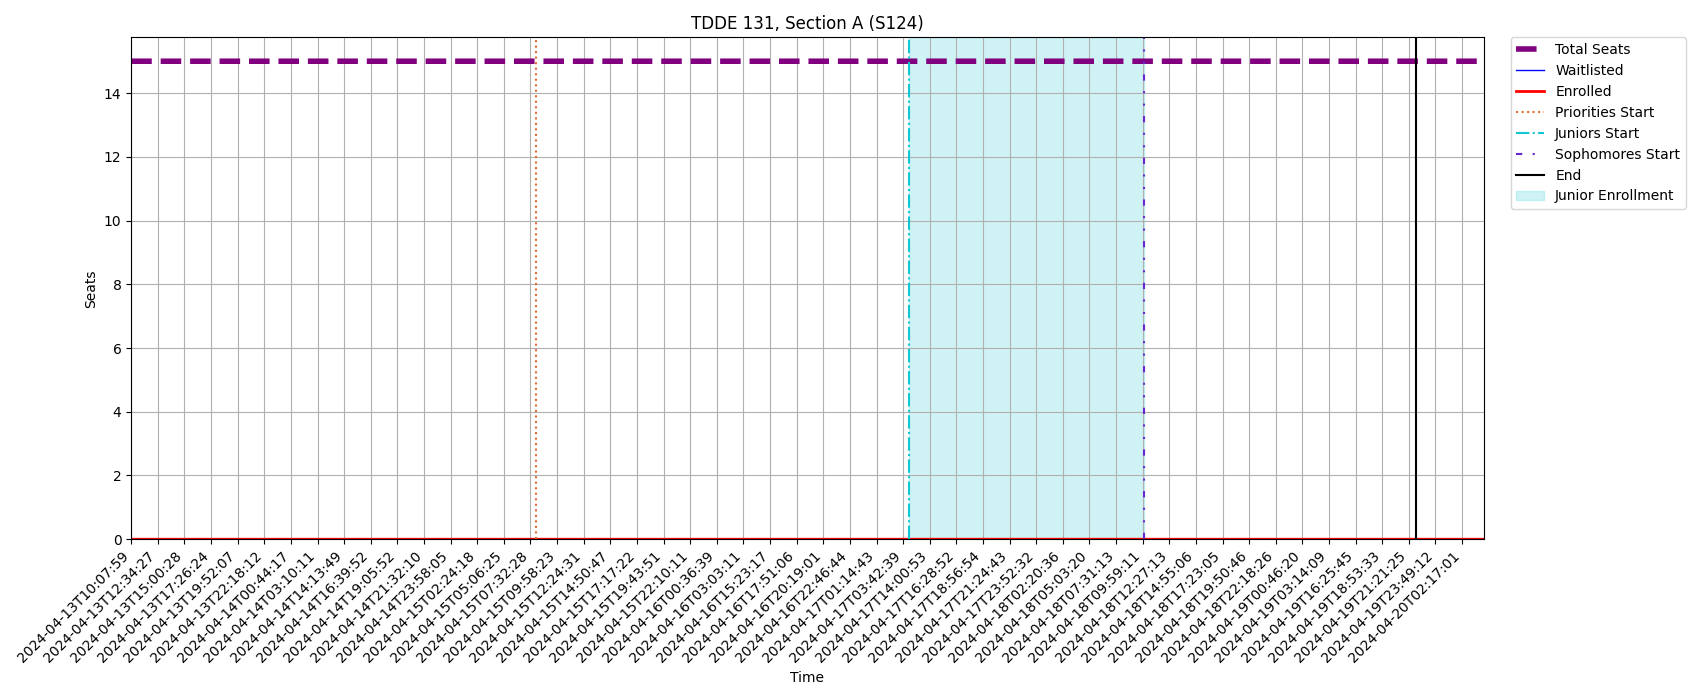 TDDE 131, Section A (S124)
Total Seats
Waitlisted
Enrolled
Priorities Start
Juniors Start
Sophomores Start
End
Junior Enrollment
Seats
14
12
10
8
6
4
2
0
2024-04-13T10:07:59
2024-04-13T12:34:27
2024-04-13T15:00:28
2024-04-13T17:26:24
2024-04-13T19:52:07
2024-04-13T22:18:12
2024-04-14T00:44:17
2024-04-14T03:10:11
2024-04-14T14:13:49
2024-04-14T16:39:52
2024-04-14T19:05:52
2024-04-14T21:32:10
2024-04-14T23:58:05
2024-04-15T02:24:18
2024-04-15T05:06:25
2024-04-15T07:32:28
2024-04-15T09:58:23
2024-04-15T12:24:31
2024-04-15T14:50:47
2024-04-15T17:17:22
2024-04-15T19:43:51
2024-04-15T22:10:11
2024-04-16T00:36:39
2024-04-16T03:03:11
2024-04-16T15:23:17
2024-04-16T17:51:06
2024-04-16T20:19:01
2024-04-16T22:46:44
2024-04-17T01:14:43
2024-04-17T03:42:39
2024-04-17T14:00:53
2024-04-17T16:28:52
2024-04-17T18:56:54
2024-04-17T21:24:43
2024-04-17T23:52:32
2024-04-18T02:20:36
2024-04-18T05:03:20
2024-04-18T07:31:13
2024-04-18T09:59:11
2024-04-18T12:27:13
2024-04-18T14:55:06
2024-04-18T17:23:05
2024-04-18T19:50:46
2024-04-18T22:18:26
2024-04-19T00:46:20
2024-04-19T03:14:09
2024-04-19T16:25:45
2024-04-19T18:53:33
2024-04-19T21:21:25
2024-04-19T23:49:12
2024-04-20T02:17:01
Time